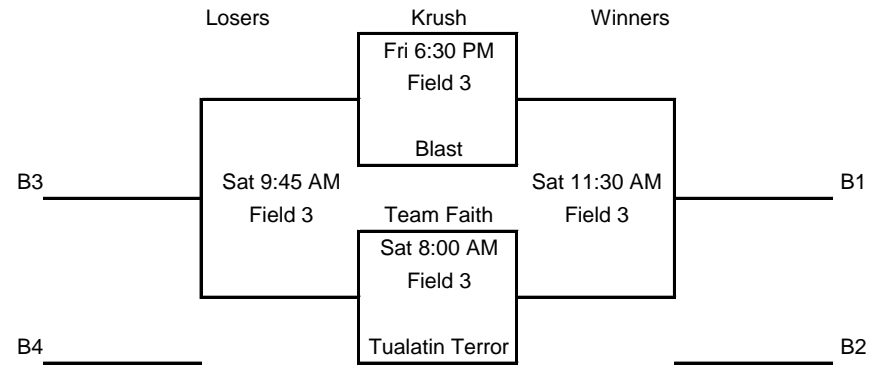 Losers Krush Winners
Fri 6:30 PM
Field 3
Blast
B3 Sat 9:45 AM Sat 11:30 AM B1
Field 3 Team Faith Field 3
Sat 8:00 AM
Field 3
B4 Tualatin Terror B2